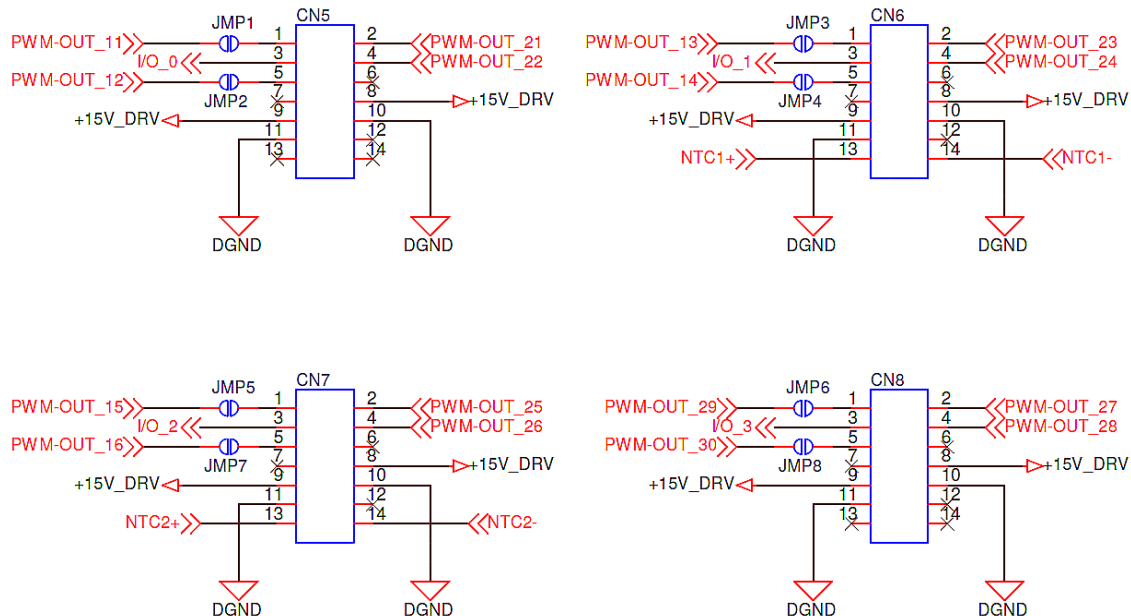 JMP1 CN5
PWM-OUT_11 1 2 PWM-OUT_21
I/O_0 3 4 PWM-OUT_22
PWM-OUT_12 5 6
JMP2 7 8 +15V_DRV
+15V_DRV 9 10
11 12
13 14
DGND DGND
JMP3 CN6
PWM-OUT_13 1 2 PWM-OUT_23
I/O_1 3 4 PWM-OUT_24
PWM-OUT_14 5 6
JMP4 7 8 +15V_DRV
+15V_DRV 9 10
11 12
NTC1+ 13 14 NTC1-
DGND DGND
JMP5 CN7
PWM-OUT_15 1 2 PWM-OUT_25
I/O_2 3 4 PWM-OUT_26
PWM-OUT_16 5 6
JMP7 7 8 +15V_DRV
+15V_DRV 9 10
11 12
NTC2+ 13 14 NTC2-
DGND DGND
JMP6 CN8
PWM-OUT_29 1 2 PWM-OUT_27
I/O_3 3 4 PWM-OUT_28
PWM-OUT_30 5 6
JMP8 7 8 +15V_DRV
+15V_DRV 9 10
11 12
13 14
DGND DGND